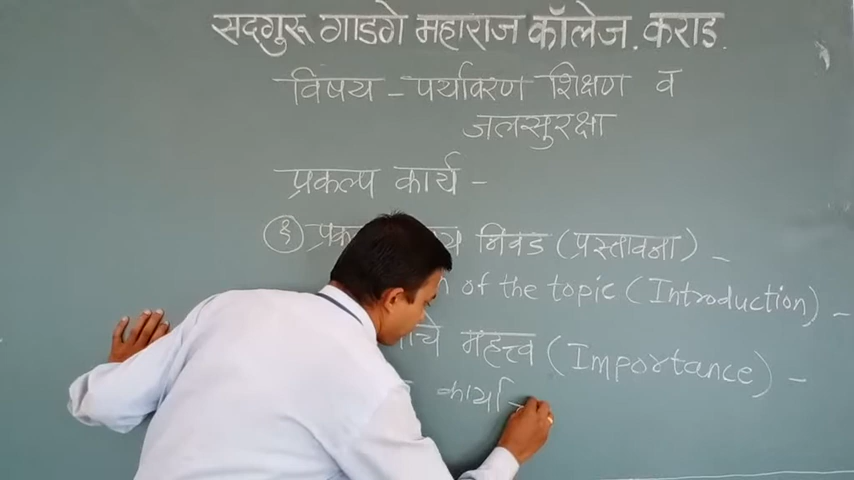 सदगुरू गाडगे महाराज कॉलेज. कराड.
विषय - पर्यावरण शिक्षण व
जलसुरक्षा
प्रकल्प कार्य -
निवड (प्रस्तावना) -
of the topic (Introduction) -
महत्त्व (Importance) -
कार्या